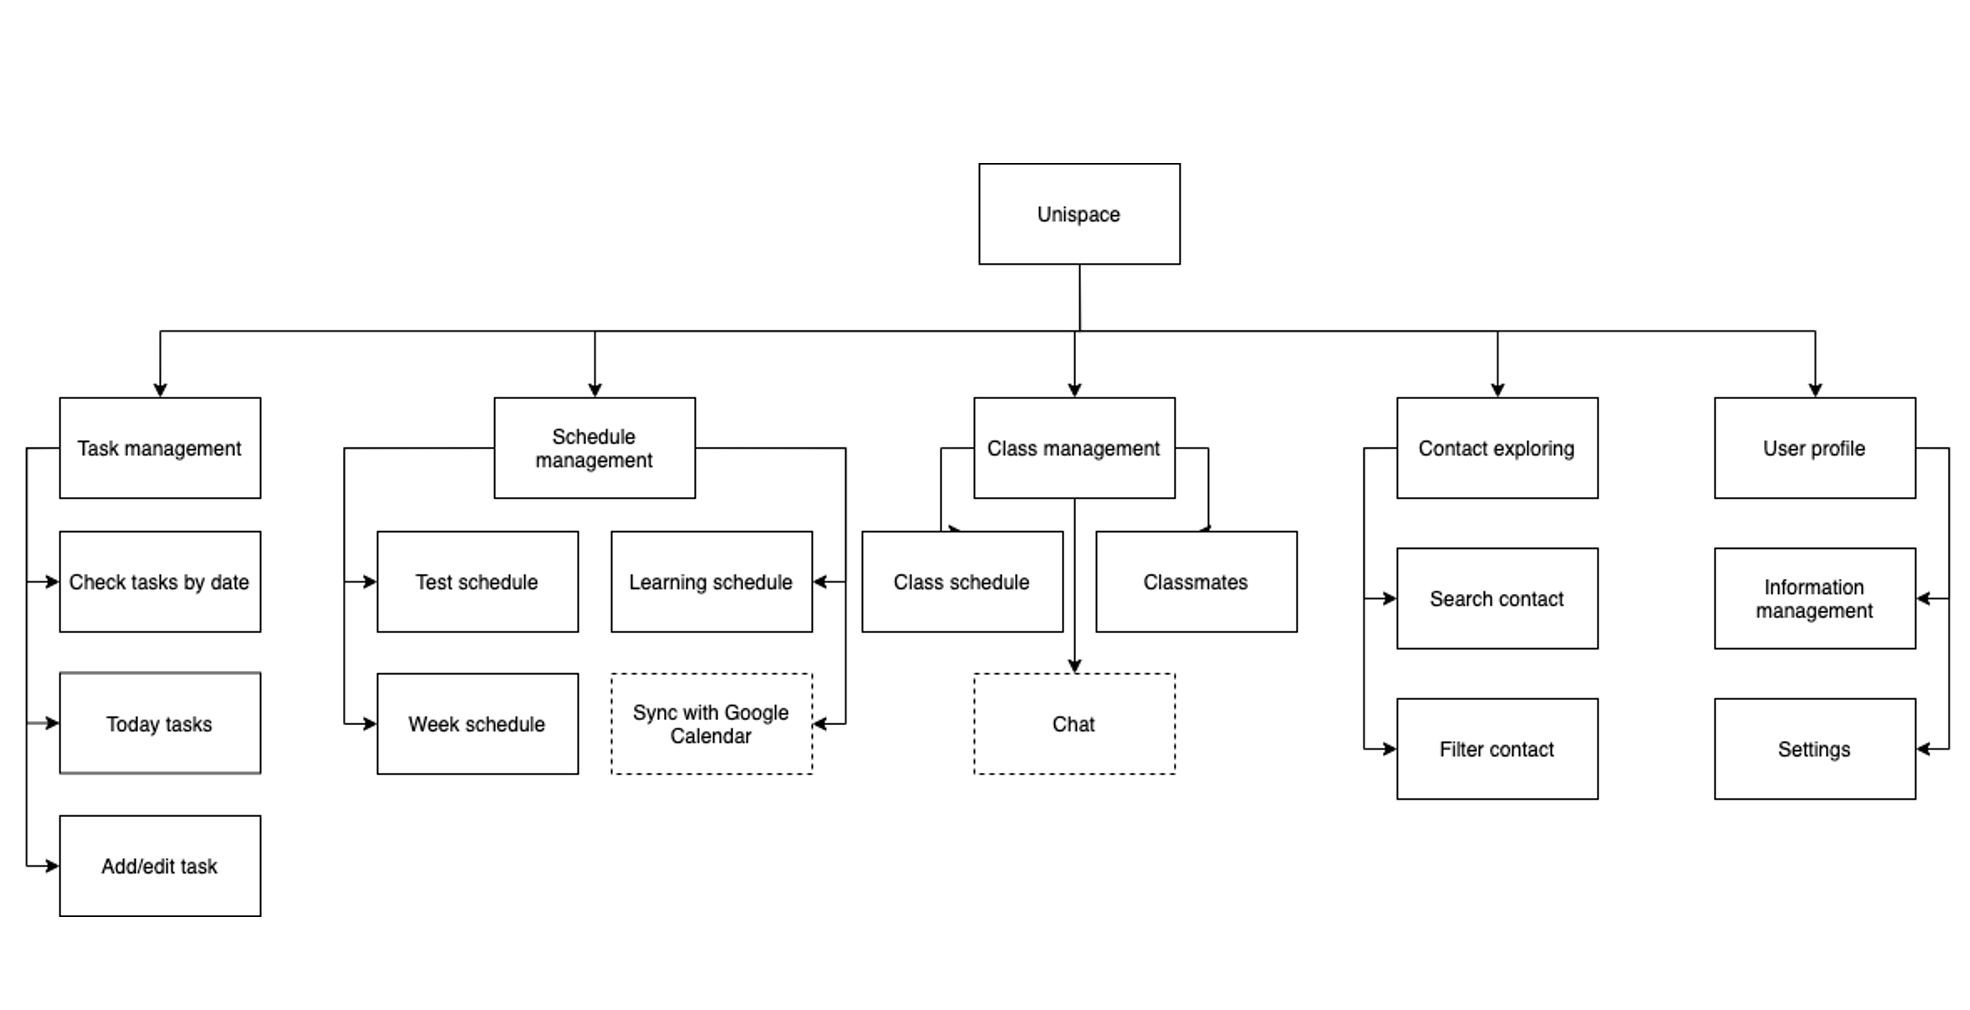 Unispace
Task management
Schedule
management
Class management
Contact exploring
User profile
Check tasks by date
Test schedule
Learning schedule
Class schedule
Classmates
Search contact
Information
management
Today tasks
Week schedule
Sync with Google
Calendar
Chat
Filter contact
Settings
Add/edit task